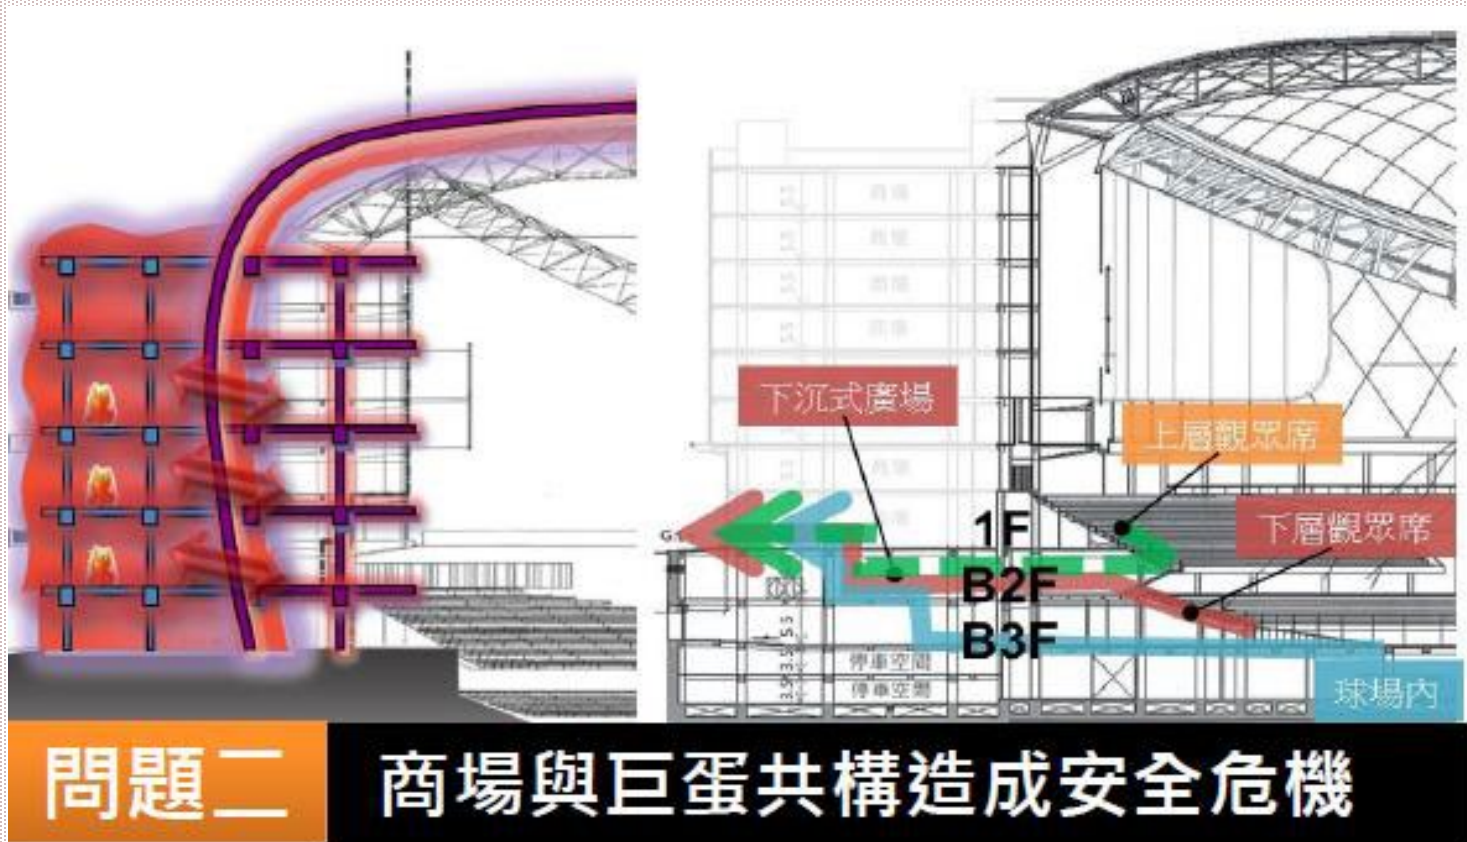 下沉式廣場
上層觀眾席
下層觀眾席
1F
B2F
B3F
停車空間
停車空間
球場內
問題二
商場與巨蛋共構造成安全危機